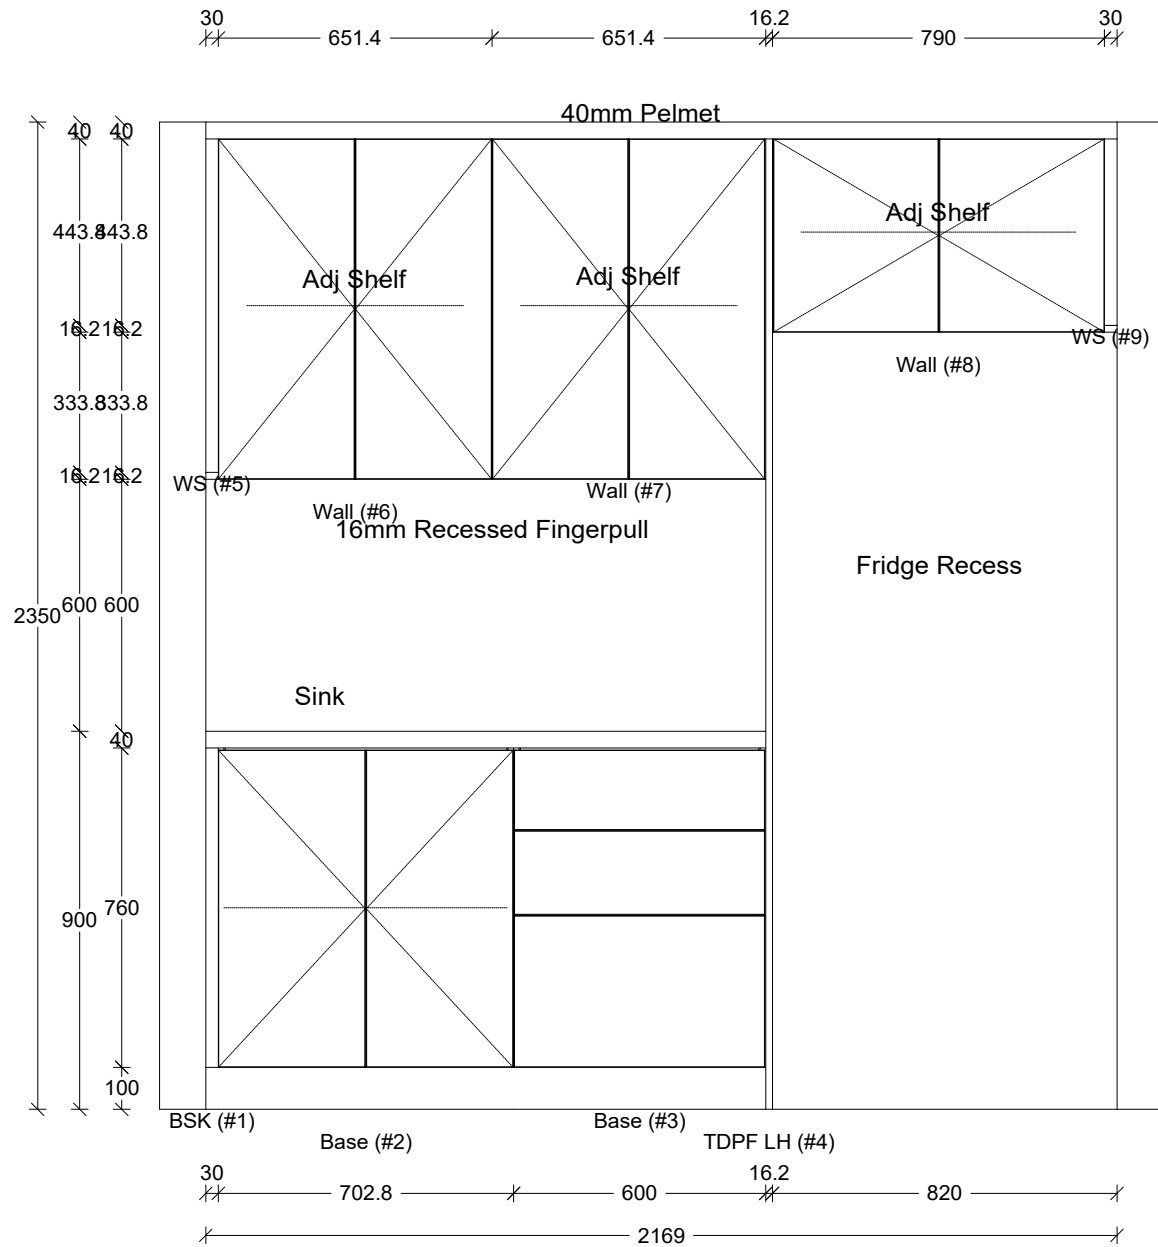 30 16.2 30
651.4 651.4 790
40mm Pelmet
40 40
Adj Shelf
443.8 443.8
Adj Shelf Adj Shelf
16.2 16.2
WS (#9)
Wall (#8)
333.8 333.8
16.2 16.2
WS (#5)
Wall (#7)
Wall (#6)
16mm Recessed Fingerpull
Fridge Recess
600 600
2350
Sink
40
760
900
100
BSK (#1) Base (#3)
Base (#2) TDPF LH (#4)
30 16.2
702.8 600 820
2169